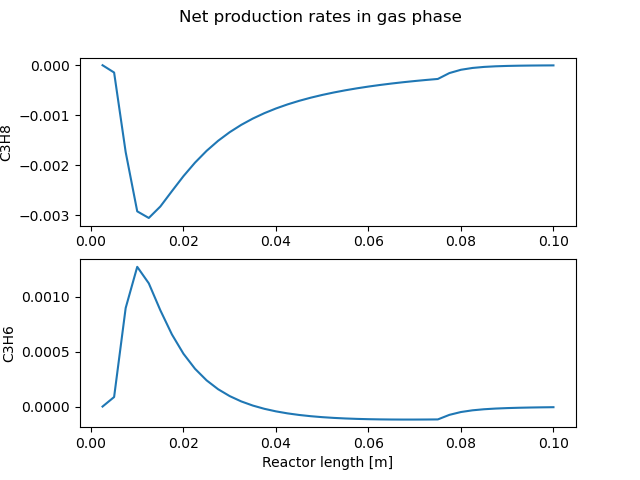 Net production rates in gas phase
0.000
−0.001
−0.002
−0.003
C3H8
0.00 0.02 0.04 0.06 0.08 0.10
0.0010
0.0005
0.0000
C3H6
0.00 0.02 0.04 0.06 0.08 0.10
Reactor length [m]